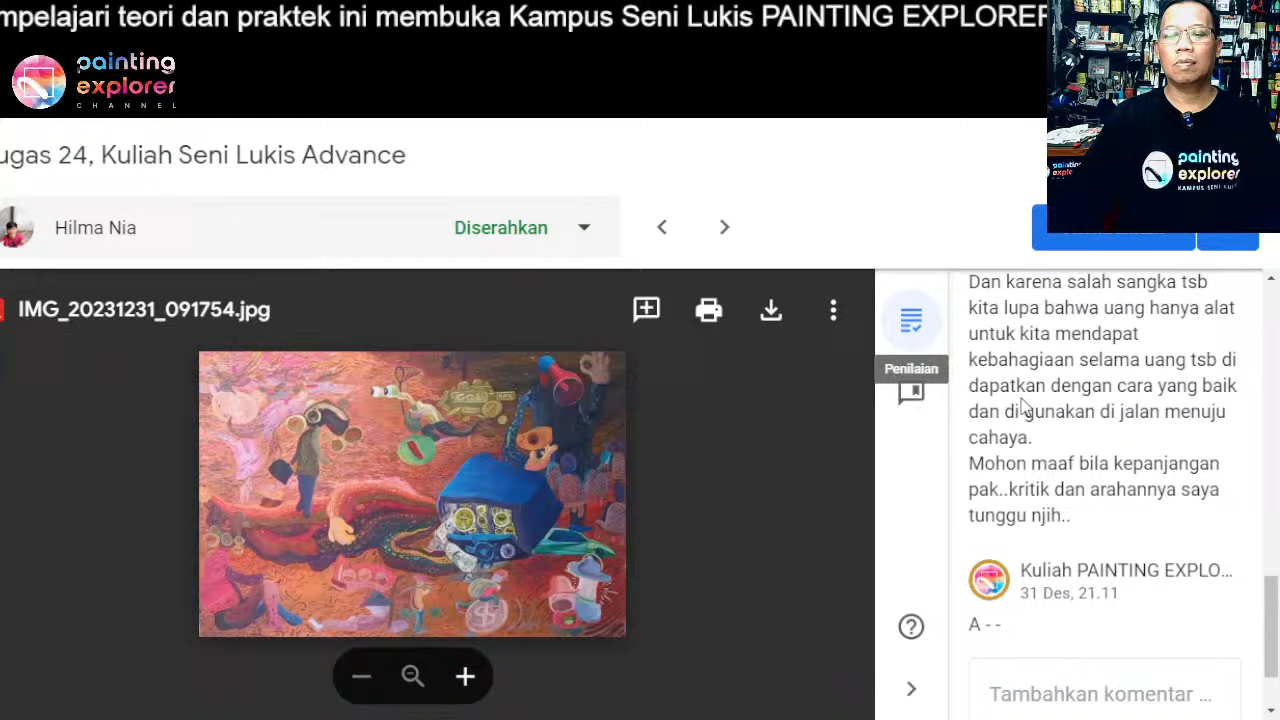 mpelajari teori dan praktek ini membuka Kampus Seni Lukis PAINTING EXPLORER
painting
explorer
CHANNEL
painting
explorer
KAMPUS SENI LUKIS
ugas 24, Kuliah Seni Lukis Advance
Hilma Nia
Diserahkan
IMG_20231231_091754.jpg
Penilaian
Dan karena salah sangka tsb
kita lupa bahwa uang hanya alat
untuk kita mendapat
kebahagiaan selama uang tsb di
dapatkan dengan cara yang baik
dan di gunakan di jalan menuju
cahaya.
Mohon maaf bila kepanjangan
pak..kritik dan arahannya saya
tunggu njih..
Kuliah PAINTING EXPLO...
31 Des, 21.11
A - -
Tambahkan komentar ...